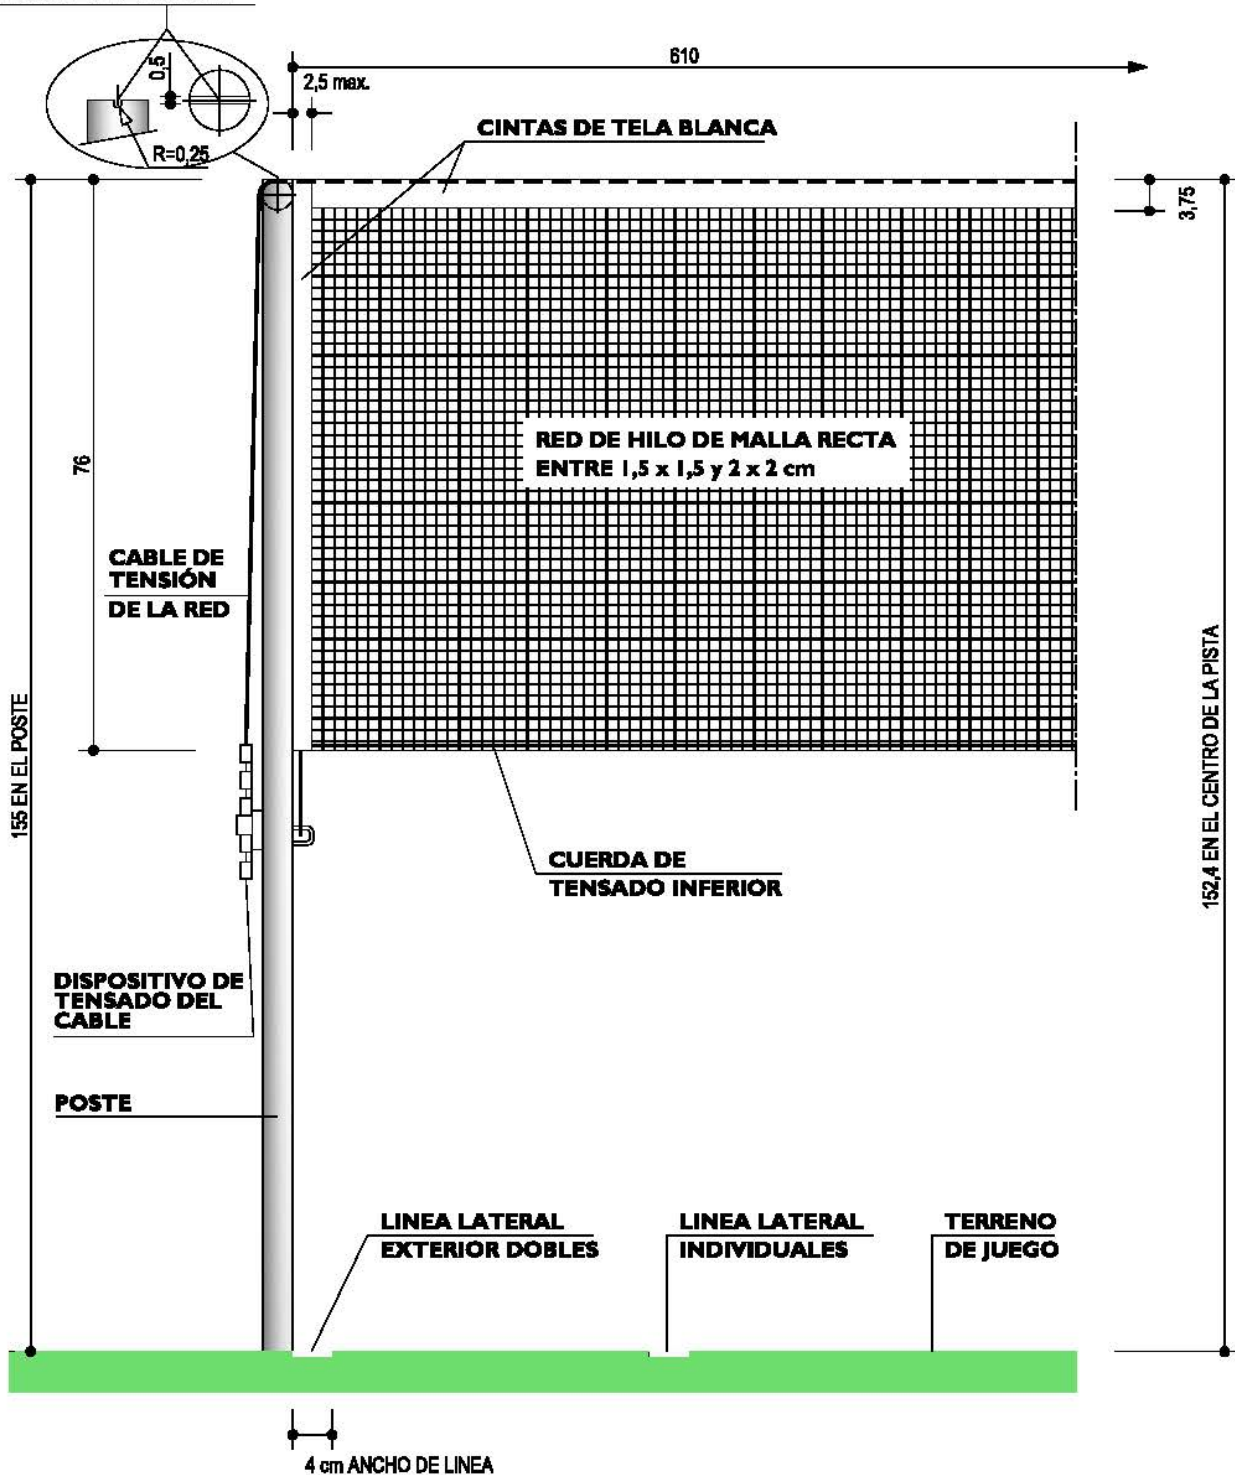 610
2,5 max.
0,5
R=0,25
CINTAS DE TELA BLANCA
3,75
76
RED DE HILO DE MALLA RECTA
ENTRE 1,5 x 1,5 y 2 x 2 cm
CABLE DE
TENSIÓN
DE LA RED
155 EN EL POSTE
152,4 EN EL CENTRO DE LA PISTA
CUERDA DE
TENSADO INFERIOR
DISPOSITIVO DE
TENSADO DEL
CABLE
POSTE
LINEA LATERAL
EXTERIOR DOBLES
LINEA LATERAL
INDIVIDUALES
TERRENO
DE JUEGO
4 cm ANCHO DE LINEA